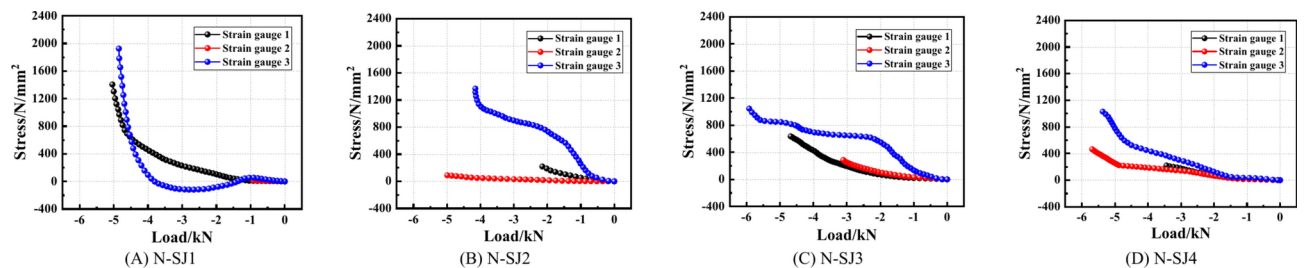 2400
2000
1600
1200
800
400
0
-400
-6 -5 -4 -3 -2 -1 0
Stress/N/mm²
Load/kN
Strain gauge 1
Strain gauge 2
Strain gauge 3
(A) N-SJ1
2400
2000
1600
1200
800
400
0
-400
-6 -5 -4 -3 -2 -1 0
Stress/N/mm²
Load/kN
Strain gauge 1
Strain gauge 2
Strain gauge 3
(B) N-SJ2
2400
2000
1600
1200
800
400
0
-400
-6 -5 -4 -3 -2 -1 0
Stress/N/mm²
Load/kN
Strain gauge 1
Strain gauge 2
Strain gauge 3
(C) N-SJ3
2400
2000
1600
1200
800
400
0
-400
-6 -5 -4 -3 -2 -1 0
Stress/N/mm²
Load/kN
Strain gauge 1
Strain gauge 2
Strain gauge 3
(D) N-SJ4